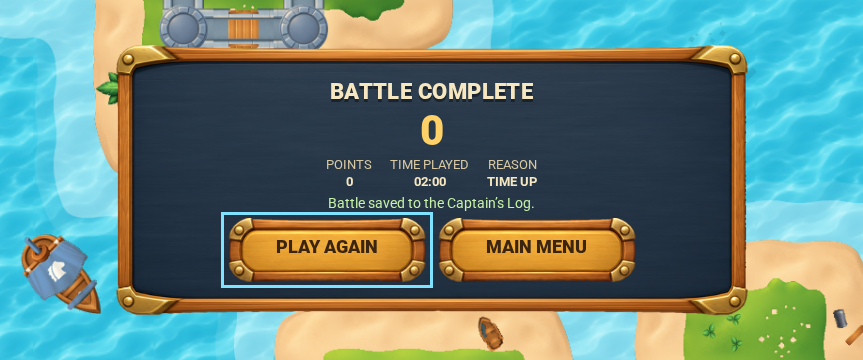 BATTLE COMPLETE
0
POINTS TIME PLAYED REASON
0 02:00 TIME UP
Battle saved to the Captain's Log.
PLAY AGAIN MAIN MENU